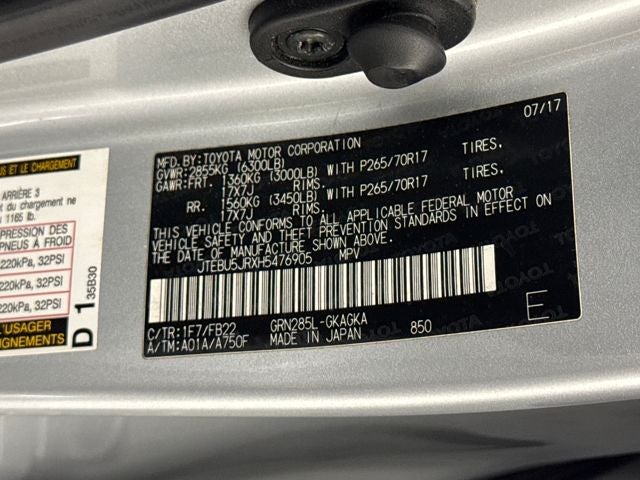 US ET LE CHARGEMENT
ARRIÈRE 3
et du chargement ne
1165 lb.
PRESSION DES
PNEUS À FROID
220kPa, 32PSI
220kPa, 32PSI
220kPa, 32PSI
L'USAGER
D 1
35B30
07/17
MFD.BY:TOYOTA MOTOR CORPORATION
GVWR:2855KG (6300LB)
GAWR:FRT. 1360KG (3000LB) WITH P265/70R17 TIRES.
17X7J RIMS.
RR. 1560KG (3450LB) WITH P265/70R17 TIRES.
17X7J RIMS.
THIS VEHICLE CONFORMS TO ALL APPLICABLE FEDERAL MOTOR
VEHICLE SAFETY AND THEFT PREVENTION STANDARDS IN EFFECT ON
THE DATE OF MANUFACTURE SHOWN ABOVE.
JTEBU5JRXH5476905 MPV
C/TR:1F7/FB22 GRN285L-GKAGKA
A/TM:A01A/A750F MADE IN JAPAN 850
E